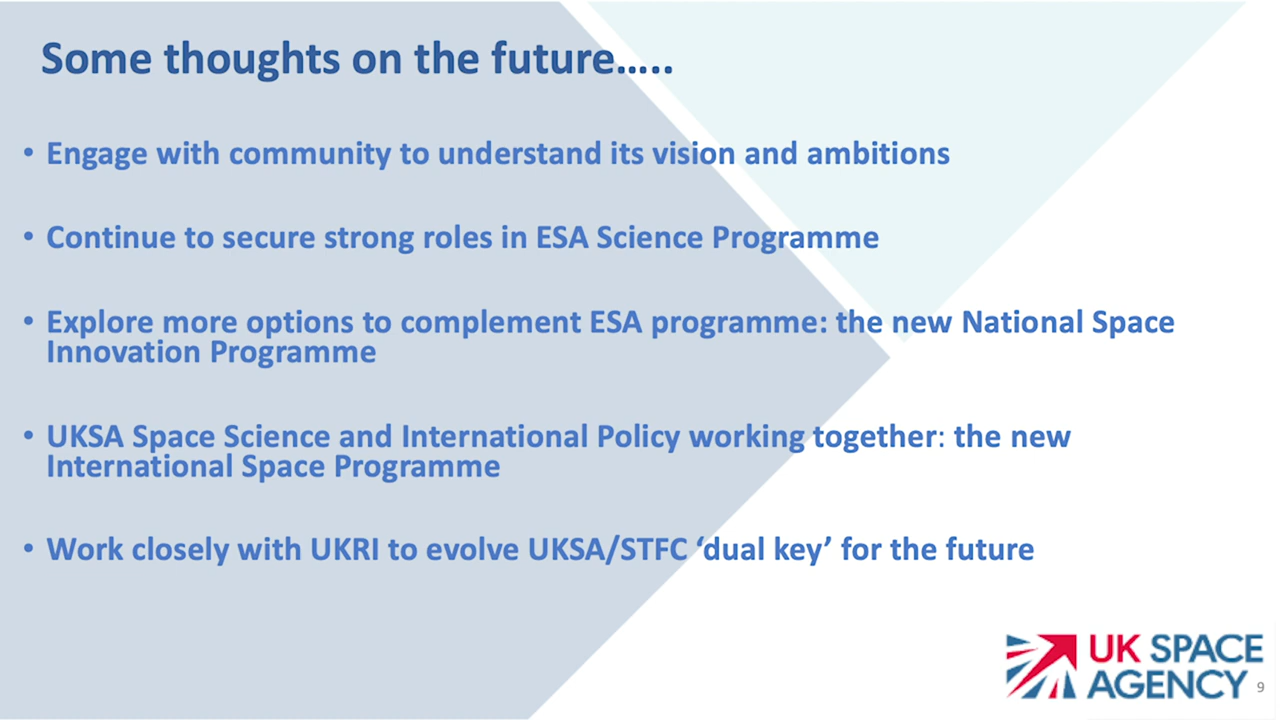 Some thoughts on the future…..
• Engage with community to understand its vision and ambitions
• Continue to secure strong roles in ESA Science Programme
• Explore more options to complement ESA programme: the new National Space
Innovation Programme
• UKSA Space Science and International Policy working together: the new
International Space Programme
• Work closely with UKRI to evolve UKSA/STFC ‘dual key’ for the future
UK SPACE
AGENCY
9